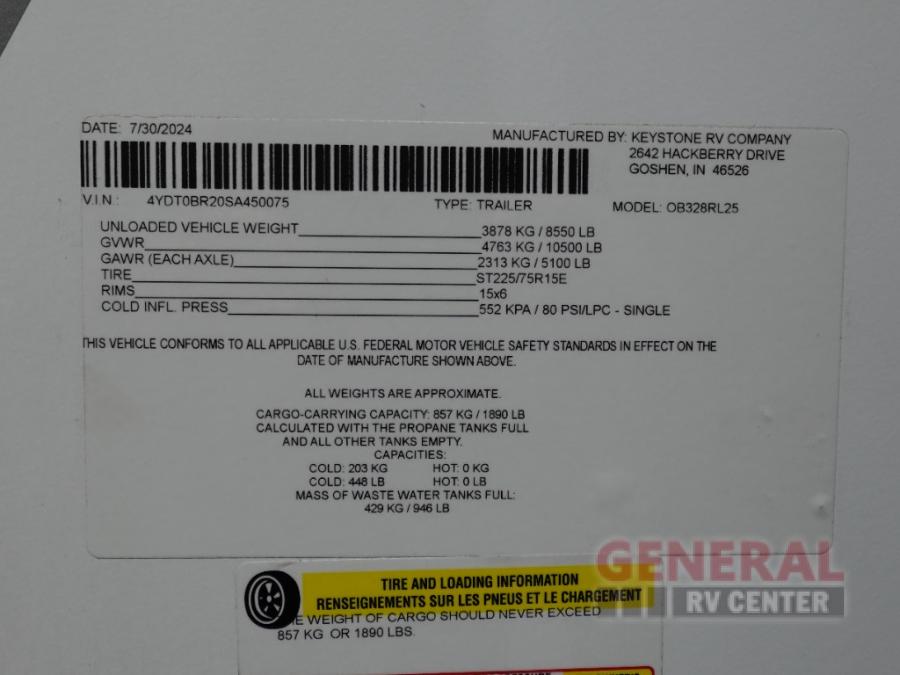 DATE: 7/30/2024
MANUFACTURED BY: KEYSTONE RV COMPANY
2642 HACKBERRY DRIVE
GOSHEN, IN 46526
V.I.N.: 4YDT0BR20SA450075 TYPE: TRAILER MODEL: OB328RL25
UNLOADED VEHICLE WEIGHT 3878 KG / 8550 LB
GVWR 4763 KG / 10500 LB
GAWR (EACH AXLE) 2313 KG / 5100 LB
TIRE ST225/75R15E
RIMS 15x6
COLD INFL. PRESS 552 KPA / 80 PSI/LPC - SINGLE
THIS VEHICLE CONFORMS TO ALL APPLICABLE U.S. FEDERAL MOTOR VEHICLE SAFETY STANDARDS IN EFFECT ON THE
DATE OF MANUFACTURE SHOWN ABOVE.
ALL WEIGHTS ARE APPROXIMATE.
CARGO-CARRYING CAPACITY: 857 KG / 1890 LB
CALCULATED WITH THE PROPANE TANKS FULL
AND ALL OTHER TANKS EMPTY.
CAPACITIES:
COLD: 203 KG HOT: 0 KG
COLD: 448 LB HOT: 0 LB
MASS OF WASTE WATER TANKS FULL:
429 KG / 946 LB
GENERAL
RV CENTER
TIRE AND LOADING INFORMATION
RENSEIGNEMENTS SUR LES PNEUS ET LE CHARGEMENT
WEIGHT OF CARGO SHOULD NEVER EXCEED
857 KG OR 1890 LBS.